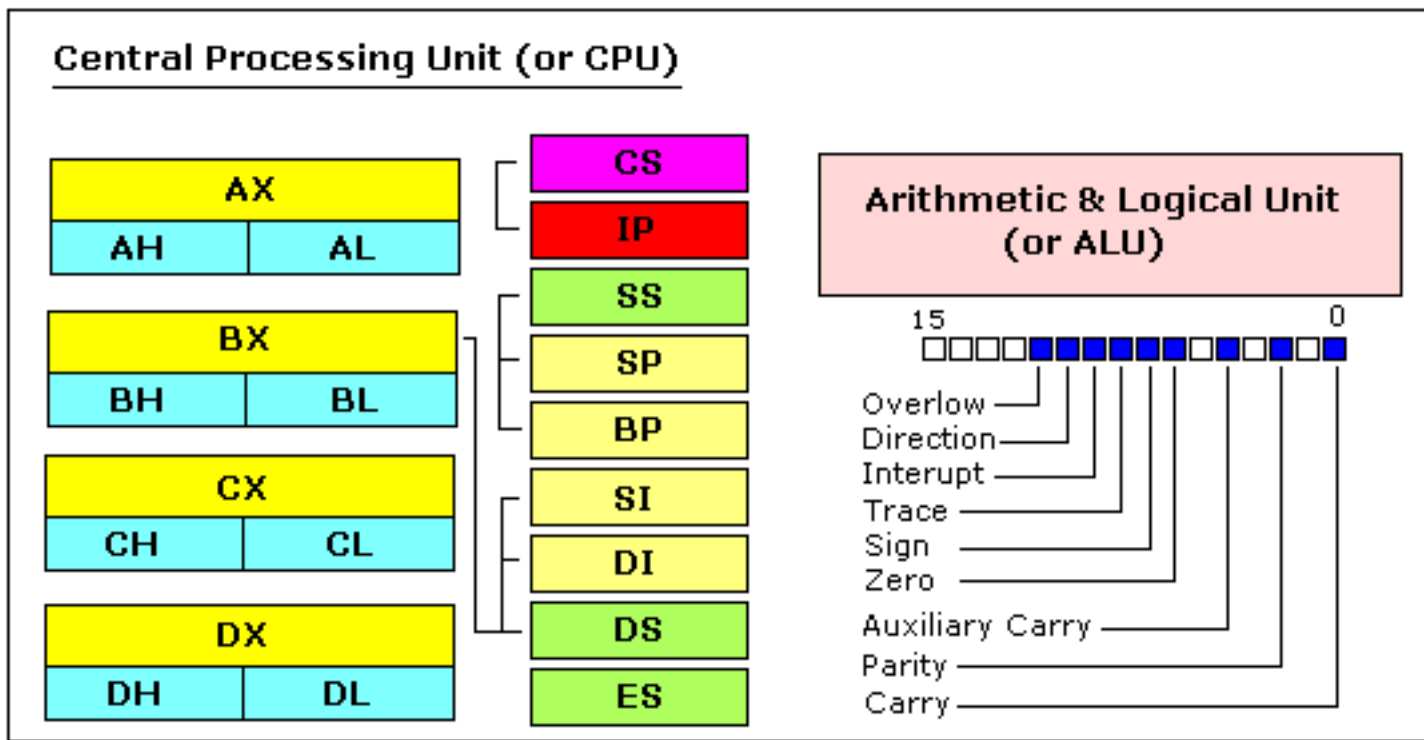 Central Processing Unit (or CPU)
AX
AH AL
BX
BH BL
CX
CH CL
DX
DH DL
CS
IP
SS
SP
BP
SI
DI
DS
ES
Arithmetic & Logical Unit
(or ALU)
15 0
Overlow
Direction
Interupt
Trace
Sign
Zero
Auxiliary Carry
Parity
Carry